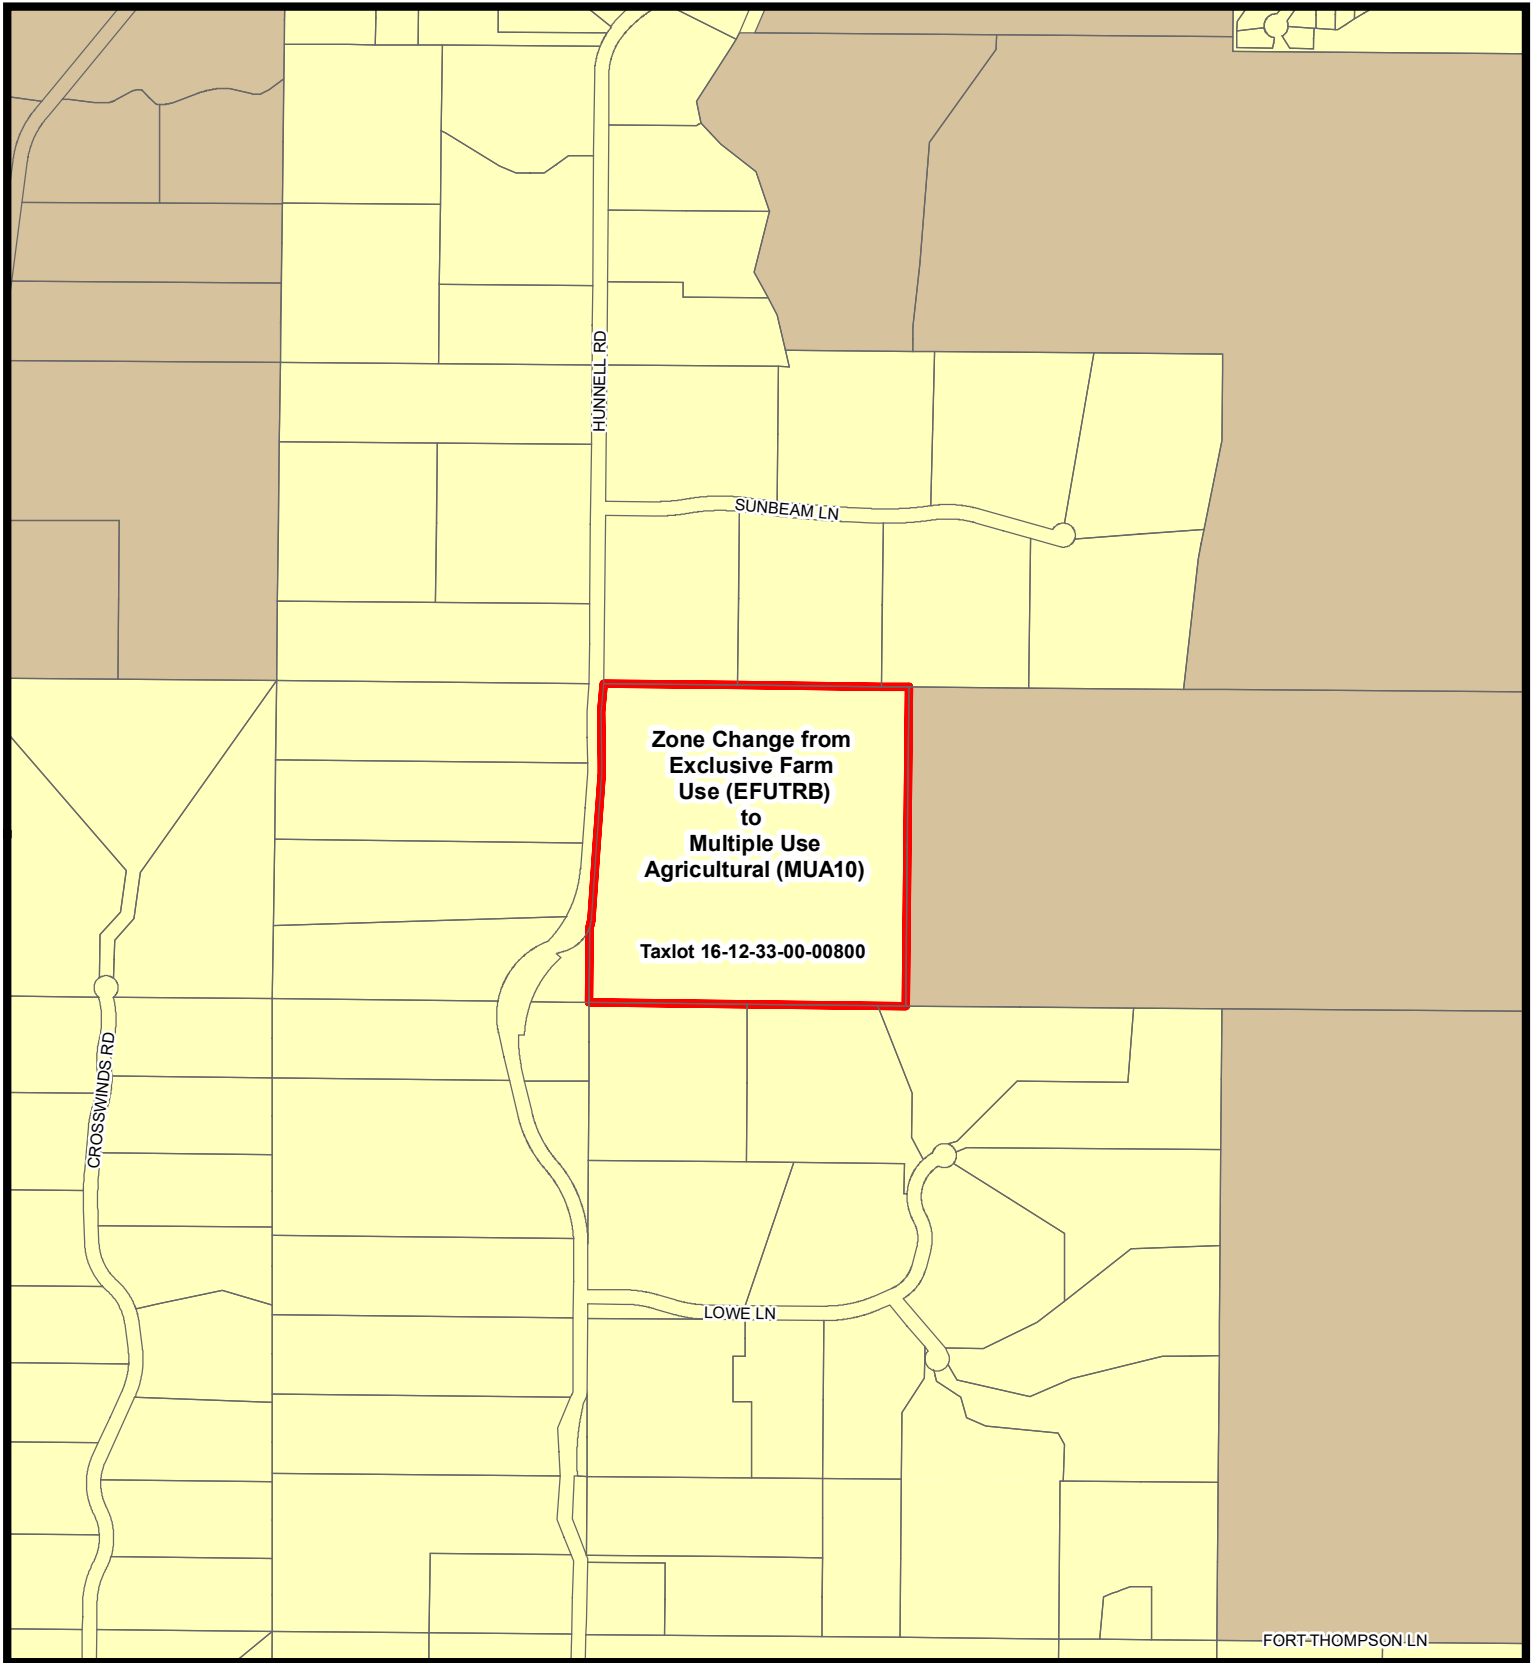 HUNNELL RD
SUNBEAM LN
Zone Change from
Exclusive Farm
Use (EFUTRB)
to
Multiple Use
Agricultural (MUA10)
Taxlot 16-12-33-00-00800
CROSSWINDS RD
LOWE LN
FORT THOMPSON LN